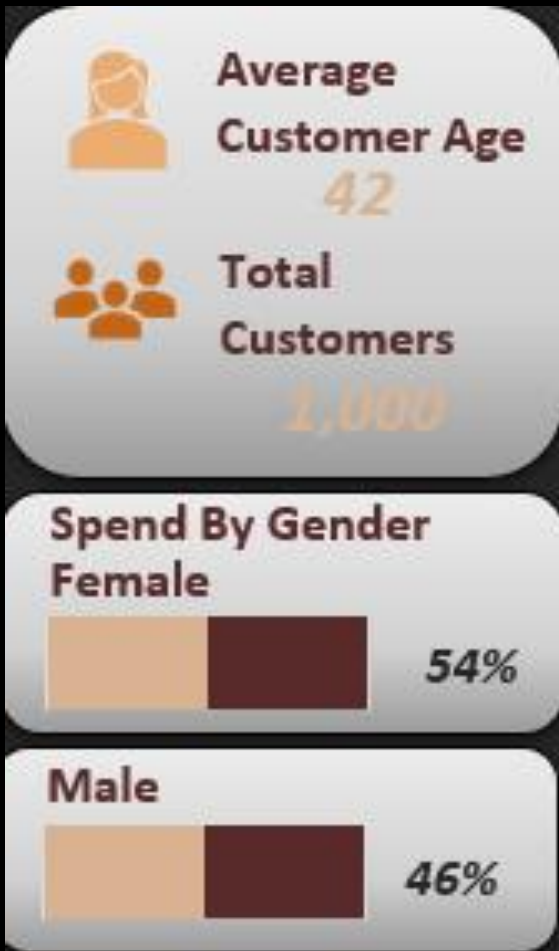 Average
Customer Age
42
Total
Customers
1,000
Spend By Gender
Female
54%
Male
46%